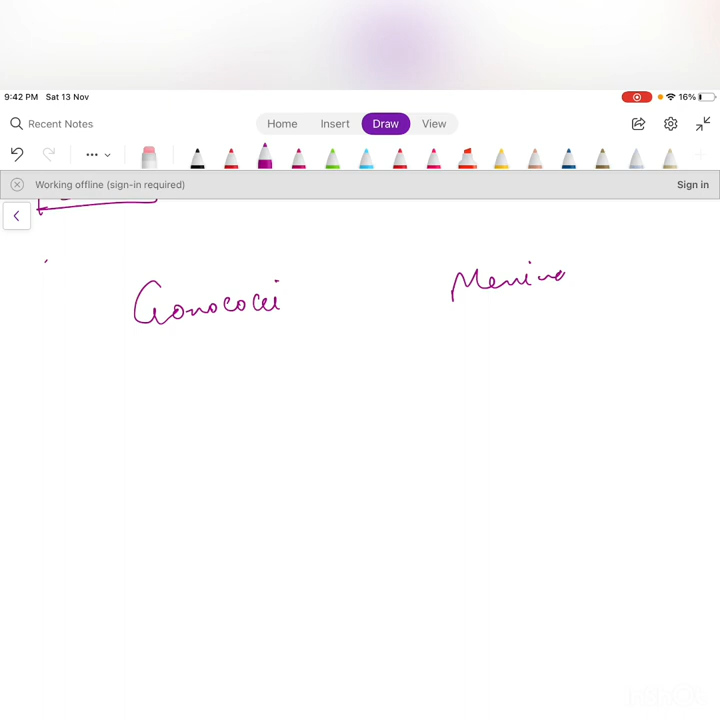 9:42 PM Sat 13 Nov 16%
Recent Notes Home Insert Draw View
Working offline (sign-in required) Sign in
Gonococci Menin